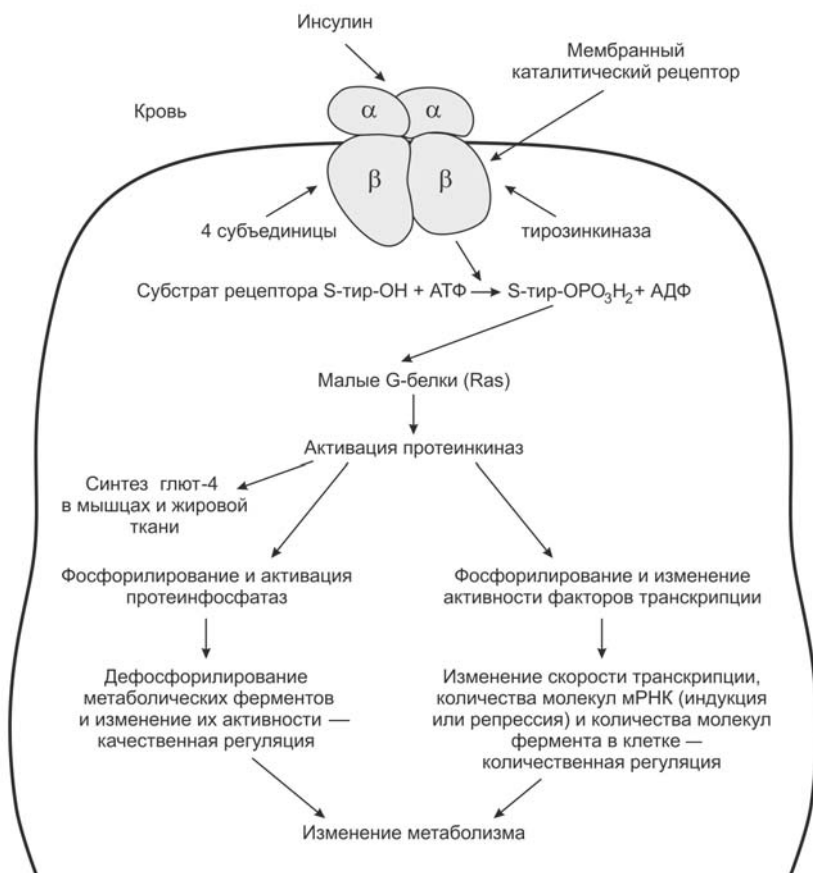 Инсулин
Мембранный
каталитический рецептор
Кровь
α
α
β
β
4 субъединицы
тирозинкиназа
Субстрат рецептора S-тир-OH + АТФ → S-тир-OPO₃H₂ + АДФ
Малые G-белки (Ras)
Активация протеинкиназ
Синтез глют-4
в мышцах и жировой
ткани
Фосфорилирование и активация
протеинфосфатаз
Фосфорилирование и изменение
активности факторов транскрипции
Дефосфорилирование
метаболических ферментов
и изменение их активности —
качественная регуляция
Изменение скорости транскрипции,
количества молекул мРНК (индукция
или репрессия) и количества молекул
фермента в клетке —
количественная регуляция
Изменение метаболизма